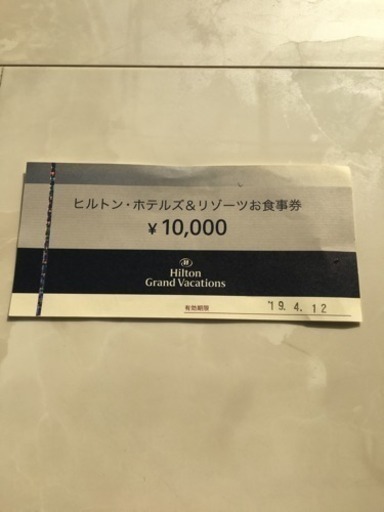 ヒルトン・ホテルズ&リゾーツお食事券
¥10,000
Hilton
Grand Vacations
有効期限 '19. 4. 12